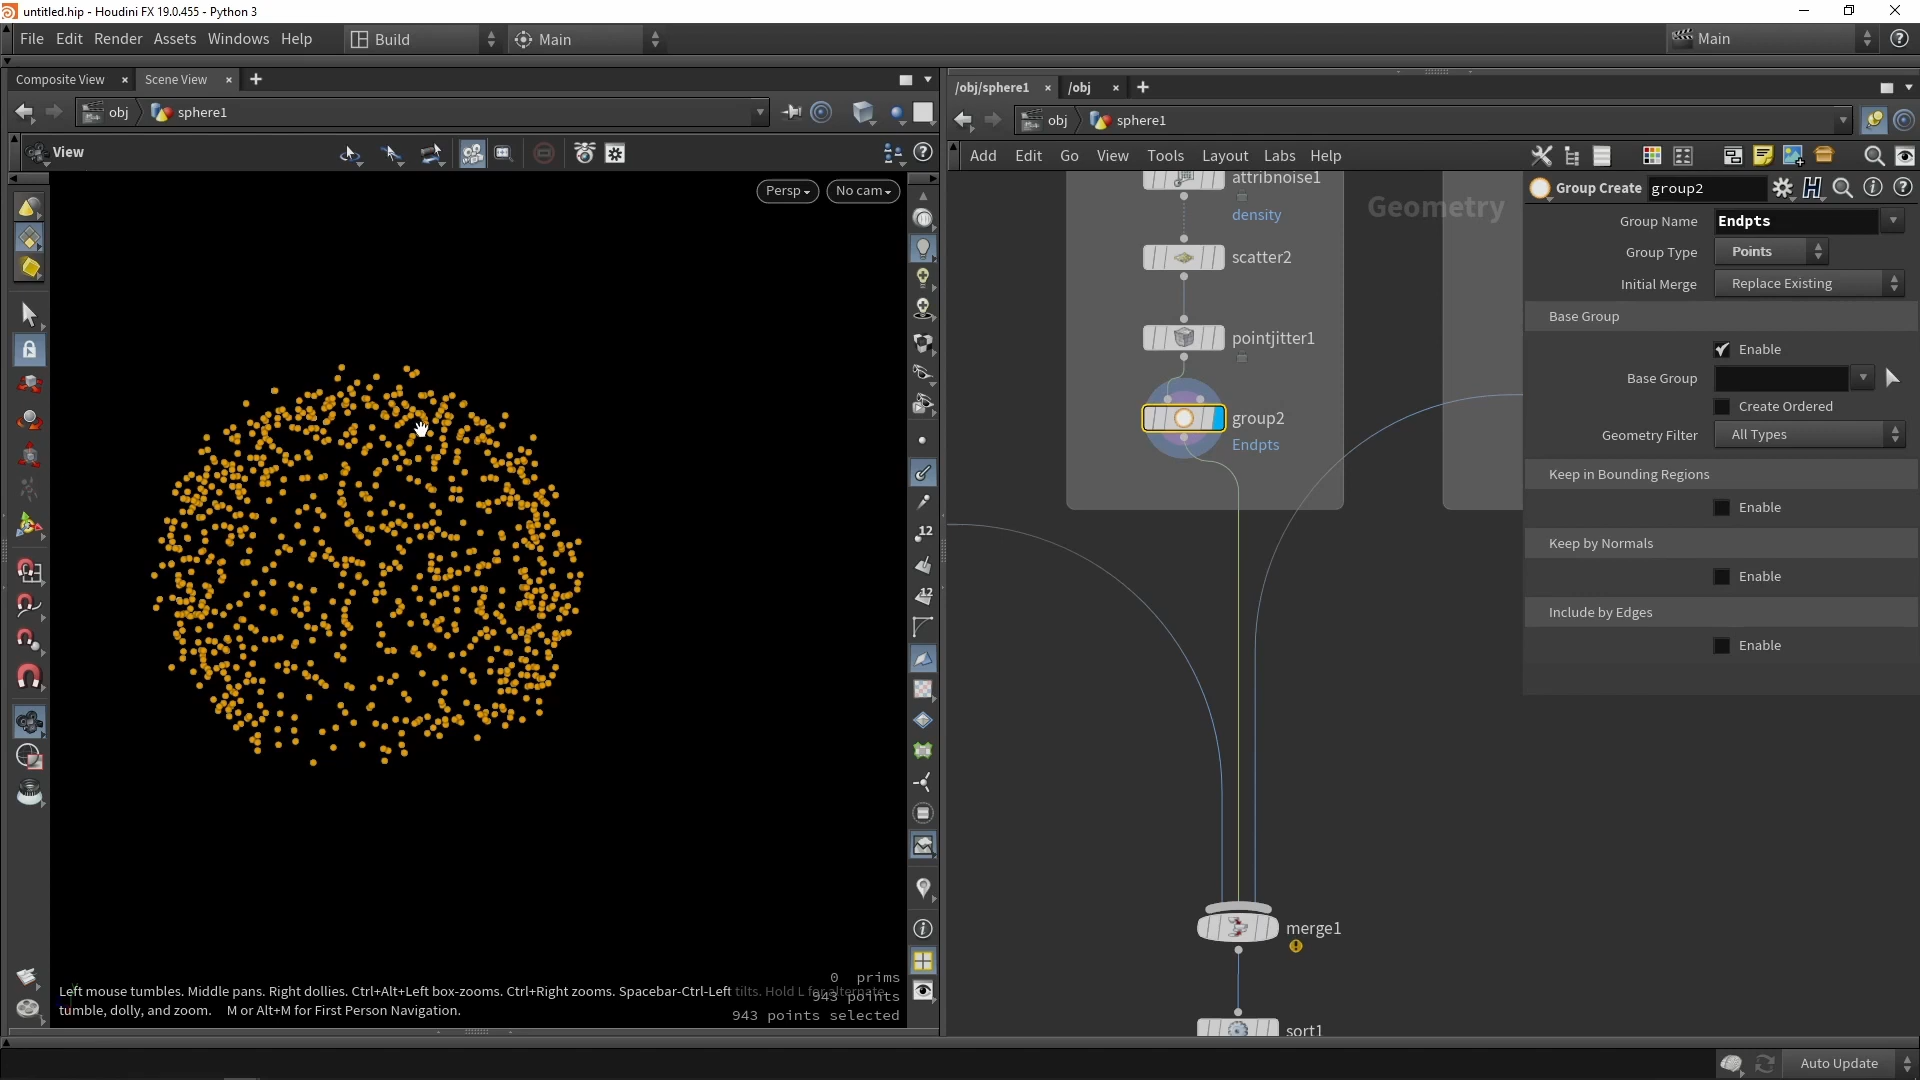 untitled.hip - Houdini FX 19.0.455 - Python 3
File Edit Render Assets Windows Help Build Main Main
Composite View Scene View
/obj/sphere1 /obj
obj sphere1
obj sphere1
View
Add Edit Go View Tools Layout Labs Help
Persp No cam
attribnoise1
density
scatter2
pointjitter1
group2
Endpts
Geometry
merge1
sort1
Group Create group2
Group Name Endpts
Group Type Points
Initial Merge Replace Existing
Base Group
Enable
Base Group
Create Ordered
Geometry Filter All Types
Keep in Bounding Regions
Enable
Keep by Normals
Enable
Include by Edges
Enable
12
12
0 prims
943 points
943 points selected
Left mouse tumbles. Middle pans. Right dollies. Ctrl+Alt+Left box-zooms. Ctrl+Right zooms. Spacebar-Ctrl-Left tilts. Hold L for alternate
tumble, dolly, and zoom. M or Alt+M for First Person Navigation.
Auto Update